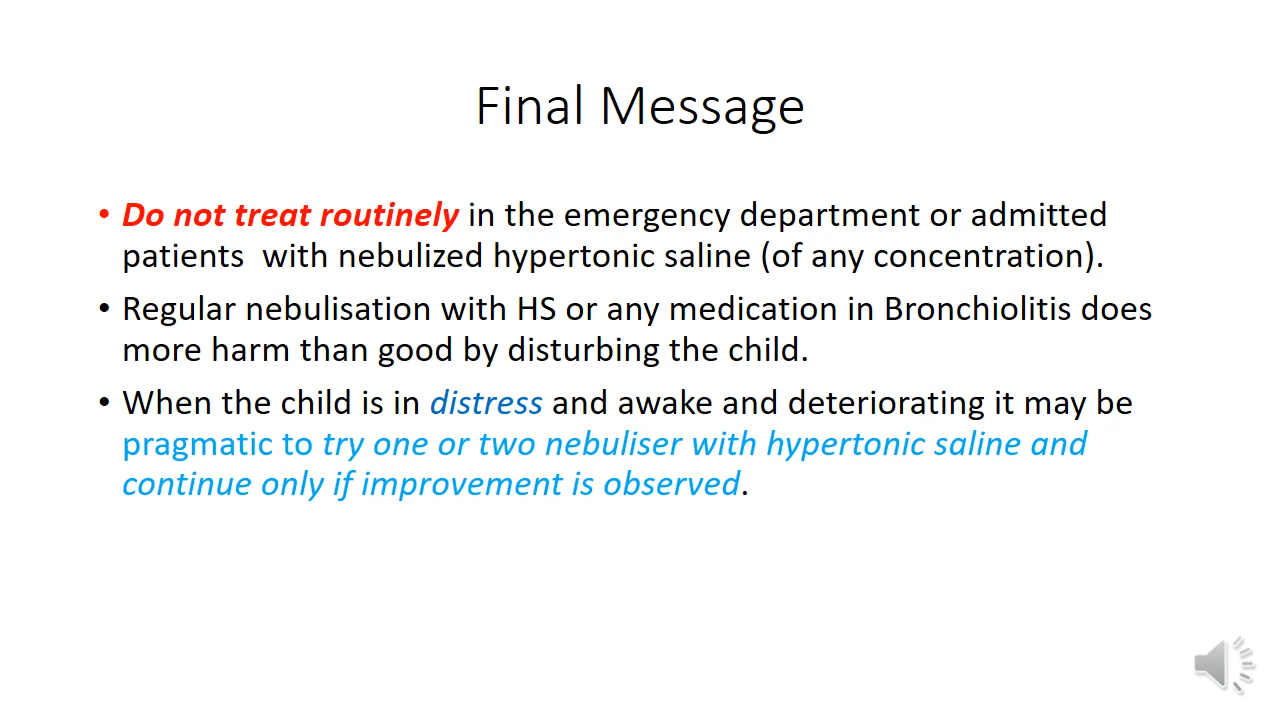 Final Message
• Do not treat routinely in the emergency department or admitted
patients  with nebulized hypertonic saline (of any concentration).
• Regular nebulisation with HS or any medication in Bronchiolitis does
more harm than good by disturbing the child.
• When the child is in distress and awake and deteriorating it may be
pragmatic to try one or two nebuliser with hypertonic saline and
continue only if improvement is observed.